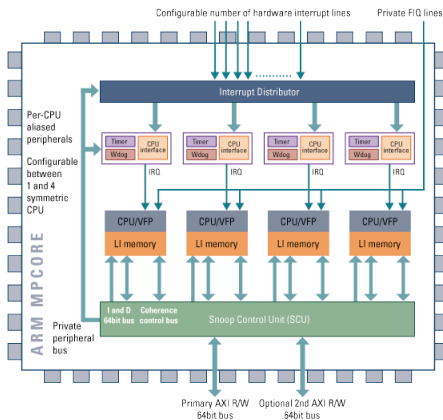 Configurable number of hardware interrupt lines
Private FIQ lines
Interrupt Distributor
Per-CPU
aliased
peripherals
Configurable
between
1 and 4
symmetric
CPU
Timer
Wdog
CPU
interface
Timer
Wdog
CPU
interface
Timer
Wdog
CPU
interface
Timer
Wdog
CPU
interface
IRQ
IRQ
IRQ
IRQ
CPU/VFP
LI memory
CPU/VFP
LI memory
CPU/VFP
LI memory
CPU/VFP
LI memory
ARM MPCORE
I and D
64bit bus
Coherence
control bus
Snoop Control Unit (SCU)
Private
peripheral
bus
Primary AXI R/W
64bit bus
Optional 2nd AXI R/W
64bit bus